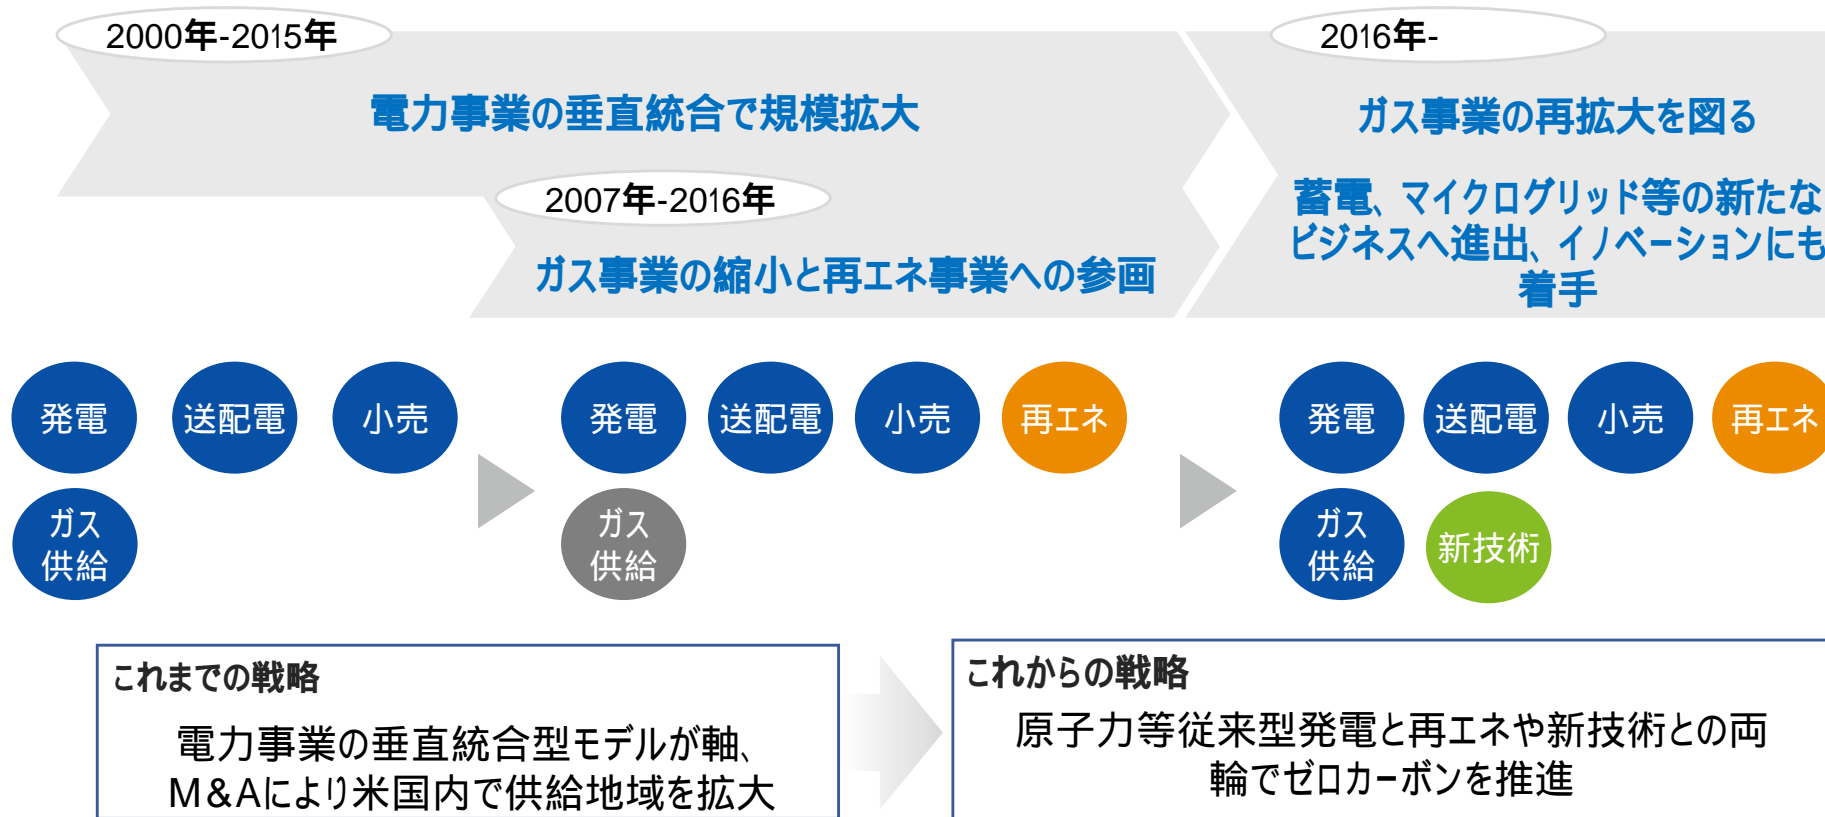 2000年-2015年
電力事業の垂直統合で規模拡大
2007年-2016年
ガス事業の縮小と再エネ事業への参画
2016年-
ガス事業の再拡大を図る
蓄電、マイクログリッド等の新たな
ビジネスへ進出、イノベーションにも
着手
発電
送配電
小売
ガス
供給
発電
送配電
小売
再エネ
ガス
供給
発電
送配電
小売
再エネ
ガス
供給
新技術
これまでの戦略
電力事業の垂直統合型モデルが軸、
M&Aにより米国内で供給地域を拡大
これからの戦略
原子力等従来型発電と再エネや新技術との両
輪でゼロカーボンを推進